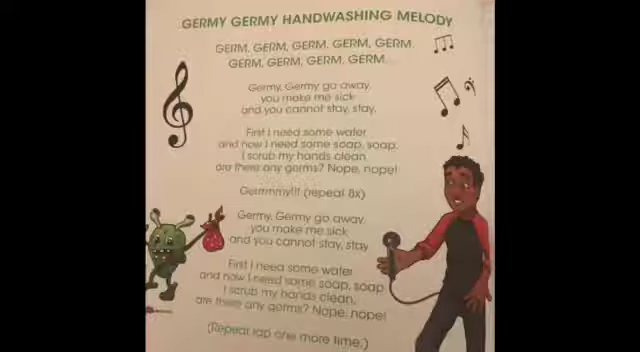 GERMY GERMY HANDWASHING MELODY
GERM, GERM, GERM, GERM, GERM
GERM, GERM, GERM, GERM...
Germy, Germy go away,
you make me sick
and you cannot stay, stay.
First I need some water
and now I need some soap, soap.
I scrub my hands clean,
are there any germs? Nope, nope!
Gerrrmmy!!! (repeat 8x)
Germy, Germy go away,
you make me sick
and you cannot stay, stay
First I need some water
and now I need some soap, soap
I scrub my hands clean,
are there any germs? Nope, nope!
(Repeat rap one more time.)